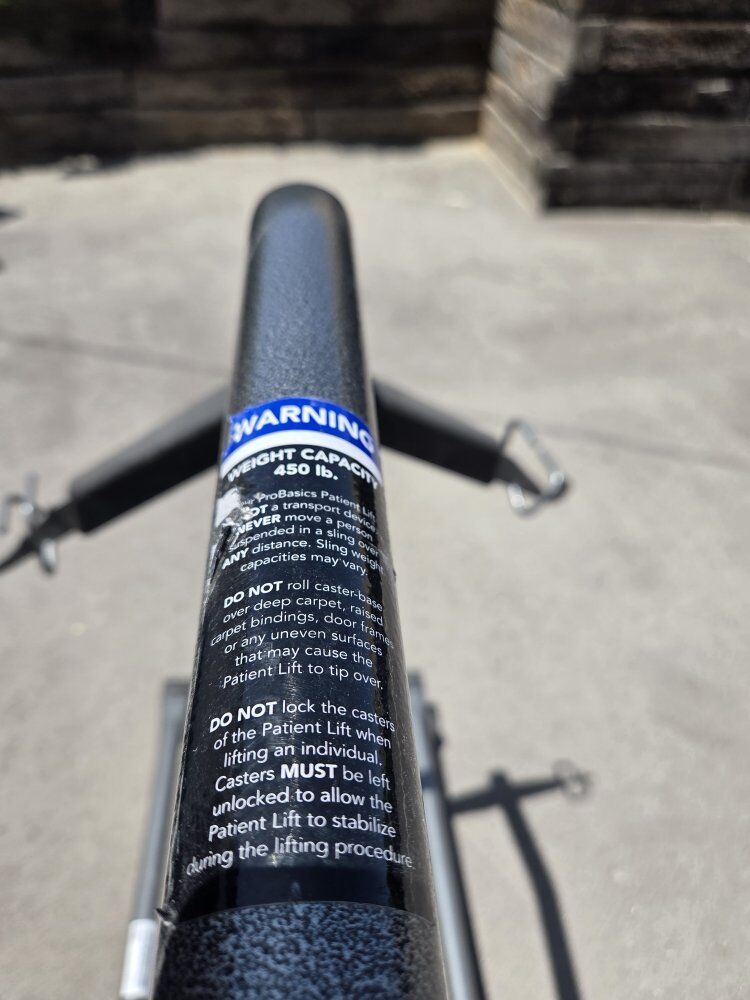 WARNING
WEIGHT CAPACITY
450 lb.
ProBasics Patient Lift
NOT a transport device
NEVER move a person
suspended in a sling over
ANY distance. Sling weight
capacities may vary.
DO NOT roll caster-base
over deep carpet, raised
carpet bindings, door frames
or any uneven surfaces
that may cause the
Patient Lift to tip over.
DO NOT lock the casters
of the Patient Lift when
lifting an individual.
Casters MUST be left
unlocked to allow the
Patient Lift to stabilize
during the lifting procedure.